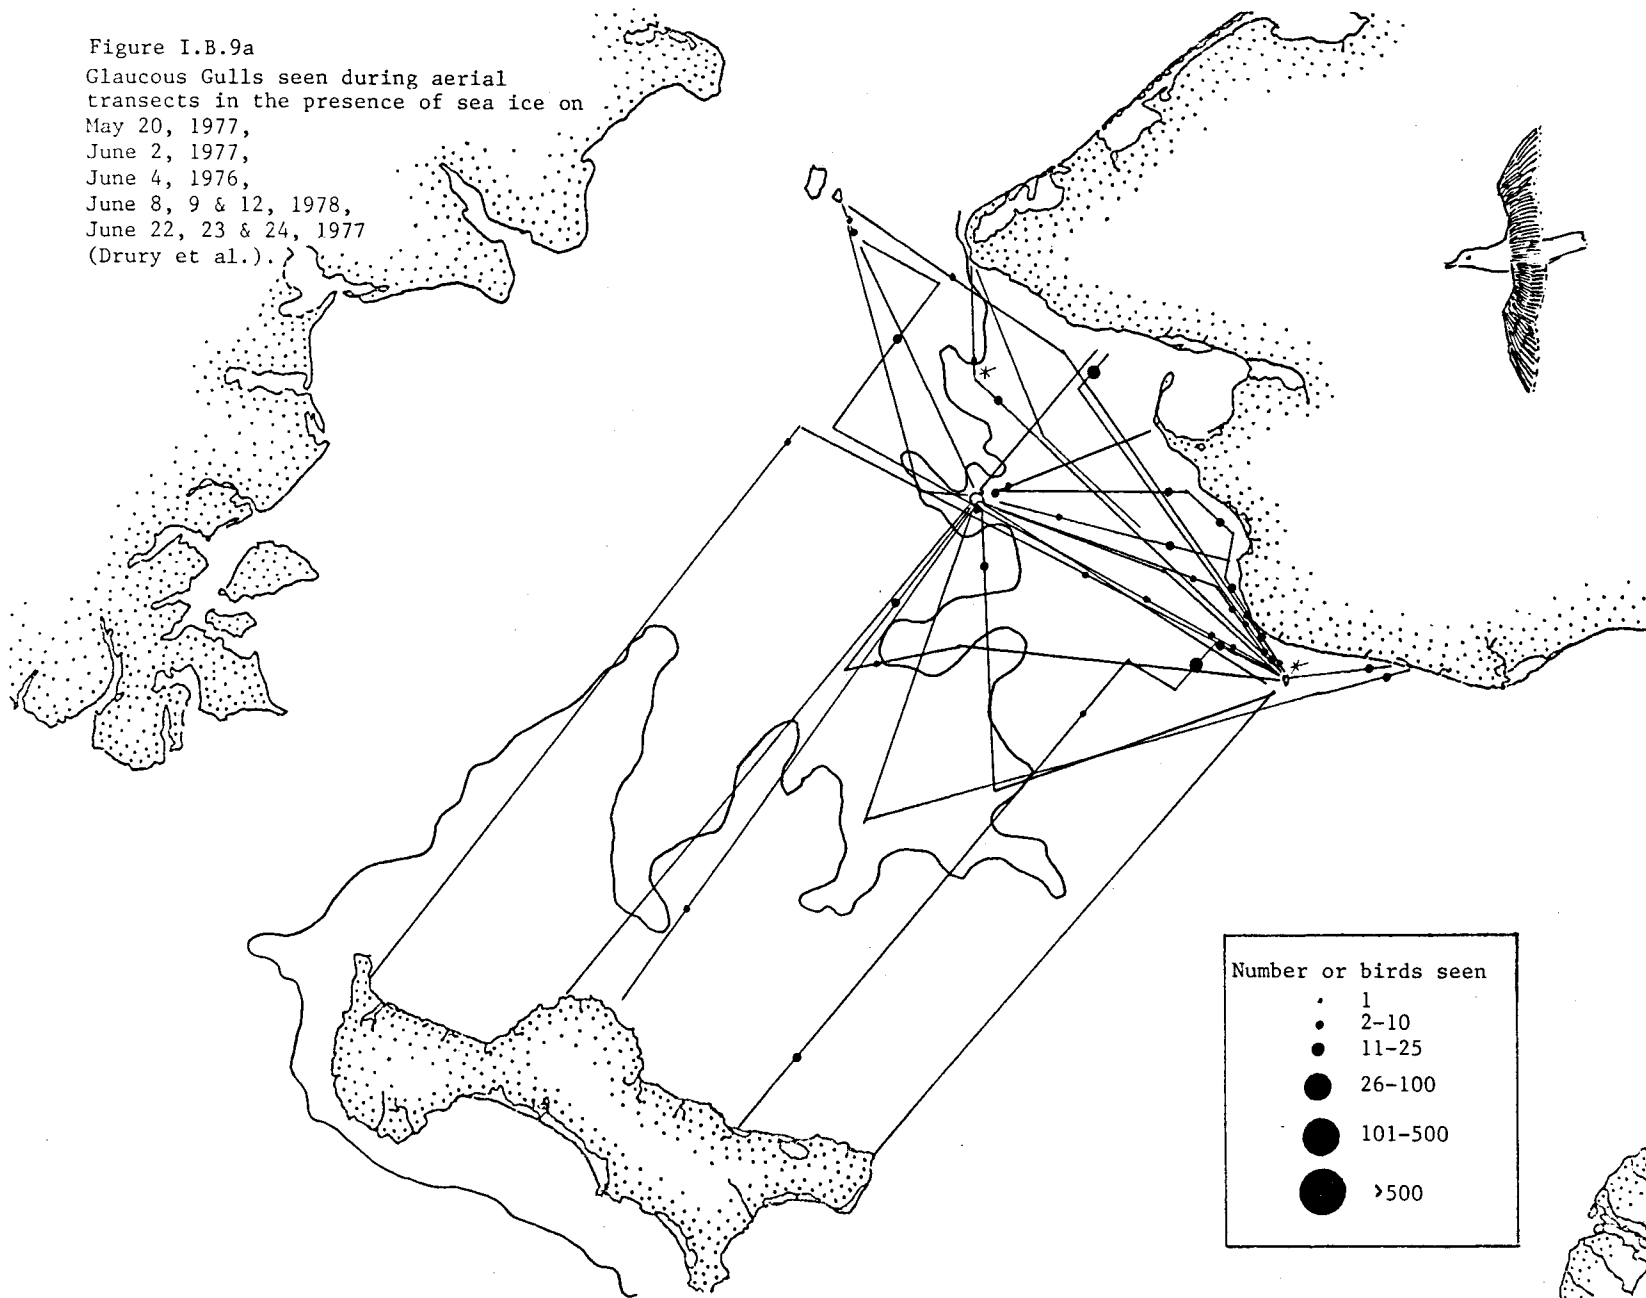 Figure I.B.9a
Glaucous Gulls seen during aerial
transects in the presence of sea ice on
May 20, 1977,
June 2, 1977,
June 4, 1976,
June 8, 9 & 12, 1978,
June 22, 23 & 24, 1977
(Drury et al.).
Number or birds seen
1
2-10
11-25
26-100
101-500
>500